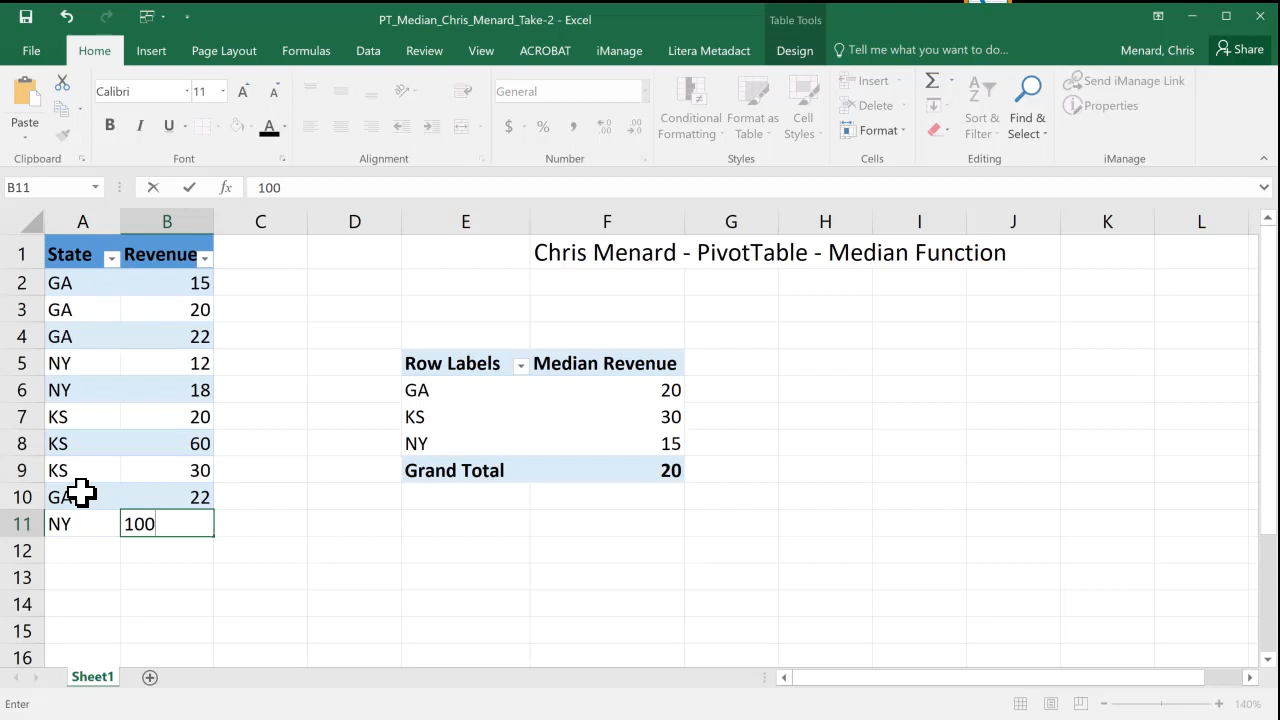 PT_Median_Chris_Menard_Take-2 - Excel
Table Tools
File Home Insert Page Layout Formulas Data Review View ACROBAT iManage Litera Metadact Design Tell me what you want to do... Menard, Chris Share
Paste
Calibri 11
B I U A
General
$ % ,
Conditional Formatting
Format as Table
Cell Styles
Insert
Delete
Format
Sort & Filter
Find & Select
Send iManage Link
Properties
Clipboard Font Alignment Number Styles Cells Editing iManage
B11 fx 100
A B C D E F G H I J K L
1 State Revenue Chris Menard - PivotTable - Median Function
2 GA 15
3 GA 20
4 GA 22
5 NY 12 Row Labels Median Revenue
6 NY 18 GA 20
7 KS 20 KS 30
8 KS 60 NY 15
9 KS 30 Grand Total 20
10 GA 22
11 NY 100
12
13
14
15
16
Sheet1
Enter 140%